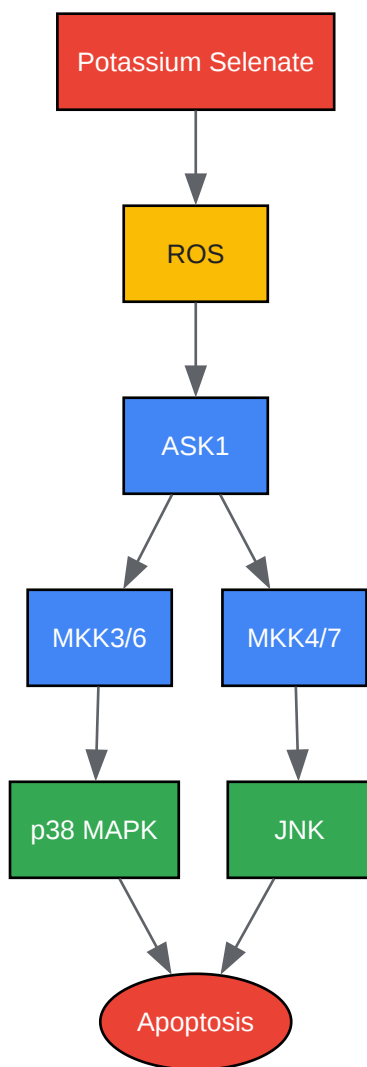 Potassium Selenate
ROS
ASK1
MKK3/6
MKK4/7
p38 MAPK
JNK
Apoptosis